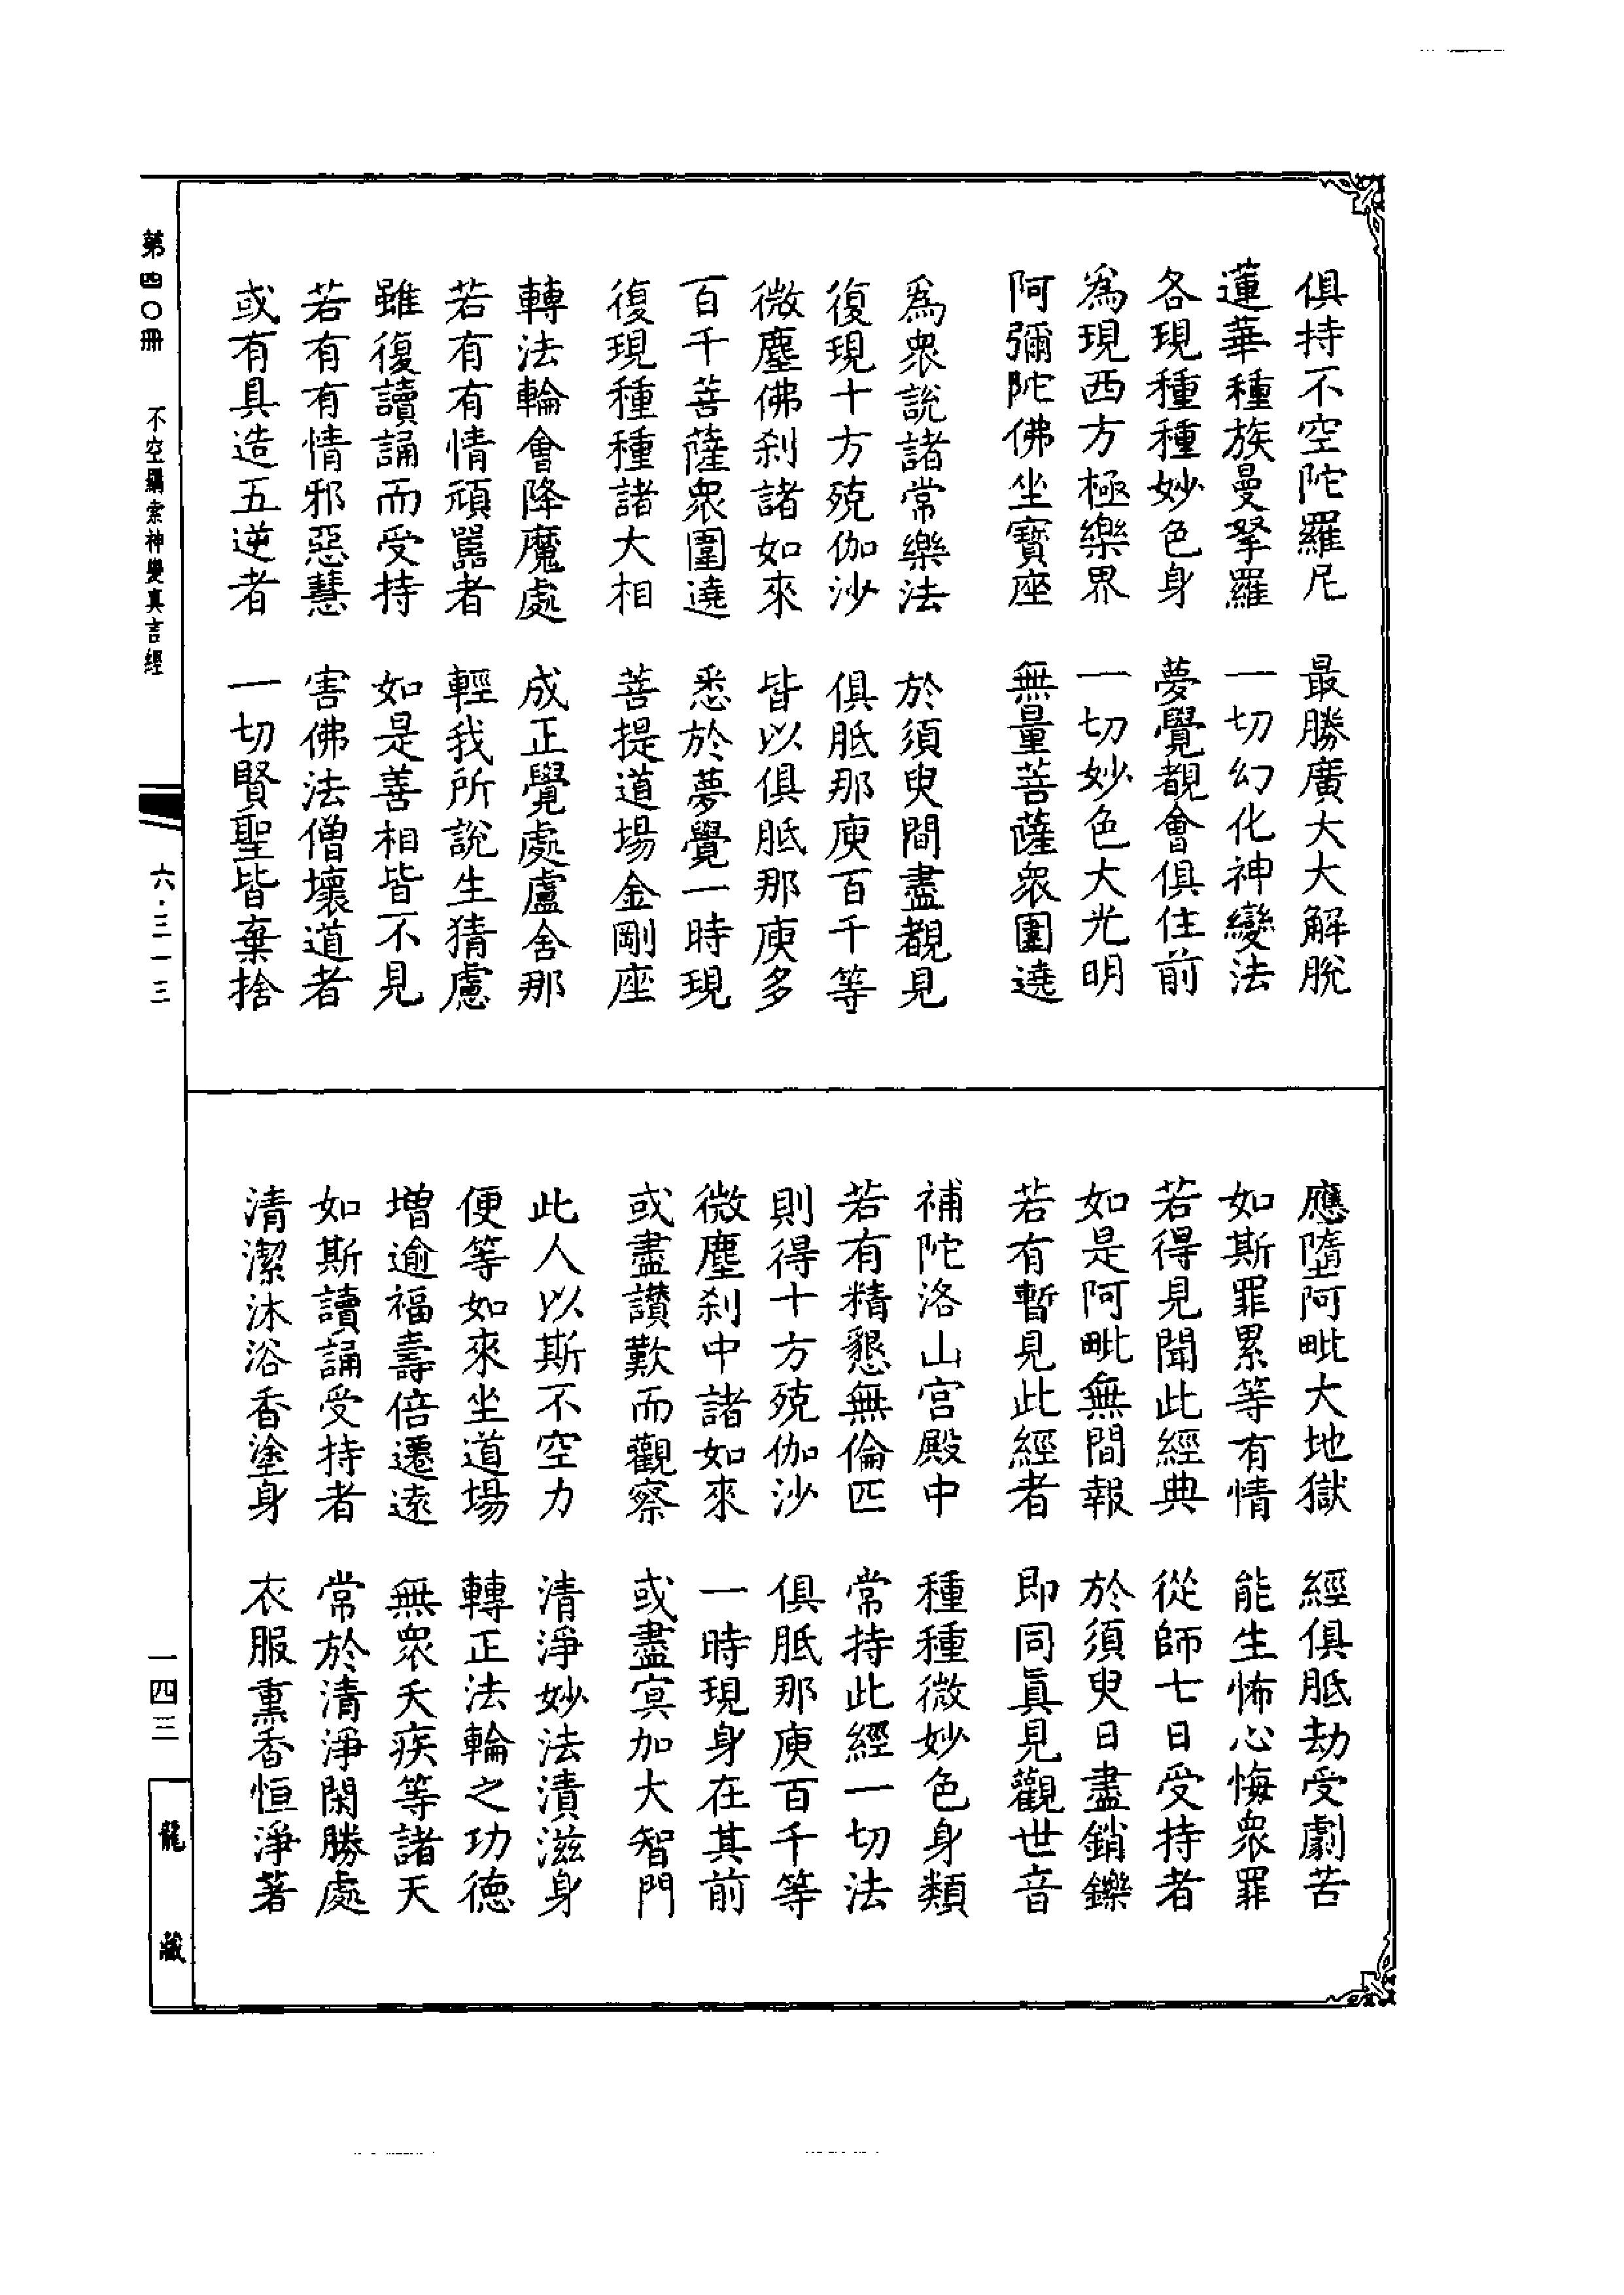 俱持不空陀羅尼　最勝廣大大解脫
蓮華種族曼拏羅　一切幻化神變法
各現種種妙色身　夢覺覩會俱住前
爲現西方極樂界　一切妙色大光明
阿彌陀佛坐寶座　無量菩薩衆圍遶
爲衆說諸常樂法　於須臾間盡覩見
復現十方殑伽沙　俱胝那庾百千等
微塵佛刹諸如來　皆以俱胝那庾多
百千菩薩衆圍遶　悉於夢覺一時現
復現種種諸大相　菩提道場金剛座
轉法輪會降魔處　成正覺處盧舍那
若有有情頑嚚者　輕我所說生猜慮
雖復讀誦而受持　如是善相皆不見
若有有情邪惡慧　害佛法僧壞道者
或有具造五逆者　一切賢聖皆棄捨
應墮阿毗大地獄　經俱胝劫受劇苦
如斯罪累等有情　能生怖心悔衆罪
若得見聞此經典　從師七日受持者
如是阿毗無間報　於須臾日盡銷鑠
若有暫見此經者　即同真見觀世音
補陀洛山宮殿中　種種微妙色身類
若有精懇無倫匹　常持此經一切法
則得十方殑伽沙　俱胝那庾百千等
微塵刹中諸如來　一時現身在其前
或盡讚歎而觀察　或盡冥加大智門
此人以斯不空力　清淨妙法漬滋身
便等如來坐道場　轉正法輪之功德
增逾福壽倍遷遠　無衆夭疾等諸天
如斯讀誦受持者　常於清淨閑勝處
清潔沐浴香塗身　衣服熏香恒淨著
第四〇冊　不空羂索神變真言經
六・三一三
一四三
龍藏